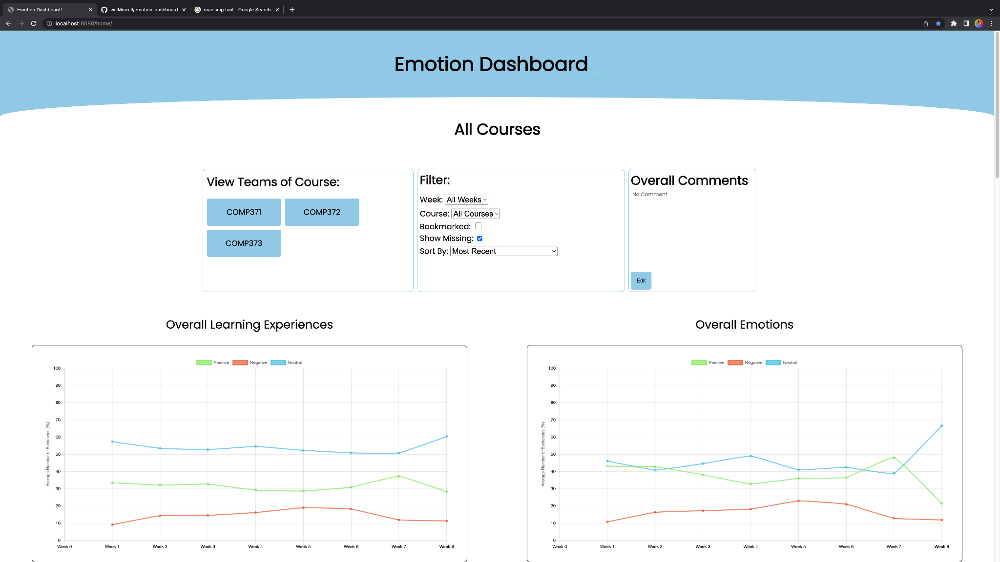 Emotion Dashboard!
willMurrell/emotion-dashboard
mac snip tool - Google Search
localhost:8080/home/
Emotion Dashboard
All Courses
View Teams of Course:
COMP371
COMP372
COMP373
Filter:
Week: All Weeks
Course: All Courses
Bookmarked:
Show Missing:
Sort By: Most Recent
Overall Comments
No Comment
Edit
Overall Learning Experiences
Positive Negative Neutral
100
90
80
70
60
50
40
30
20
10
0
Average Number of Sentences (%)
Week 0 Week 1 Week 2 Week 3 Week 4 Week 5 Week 6 Week 7 Week 8
Overall Emotions
Positive Negative Neutral
100
90
80
70
60
50
40
30
20
10
0
Average Number of Sentences (%)
Week 0 Week 1 Week 2 Week 3 Week 4 Week 5 Week 6 Week 7 Week 8